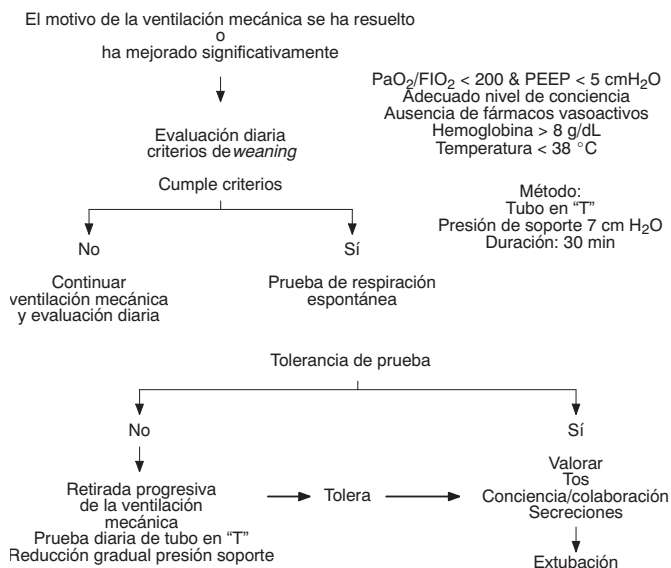 El motivo de la ventilación mecánica se ha resuelto
o
ha mejorado significativamente
PaO2/FIO2 < 200 & PEEP < 5 cmH2O
Adecuado nivel de conciencia
Ausencia de fármacos vasoactivos
Hemoglobina > 8 g/dL
Temperatura < 38 °C
Evaluación diaria
criterios de weaning
Cumple criterios
Método:
Tubo en “T”
Presión de soporte 7 cm H2O
Duración: 30 min
No
Sí
Continuar
ventilación mecánica
y evaluación diaria
Prueba de respiración
espontánea
Tolerancia de prueba
No
Sí
Retirada progresiva
de la ventilación
mecánica
Prueba diaria de tubo en “T”
Reducción gradual presión soporte
Tolera
Valorar
Tos
Conciencia/colaboración
Secreciones
Extubación